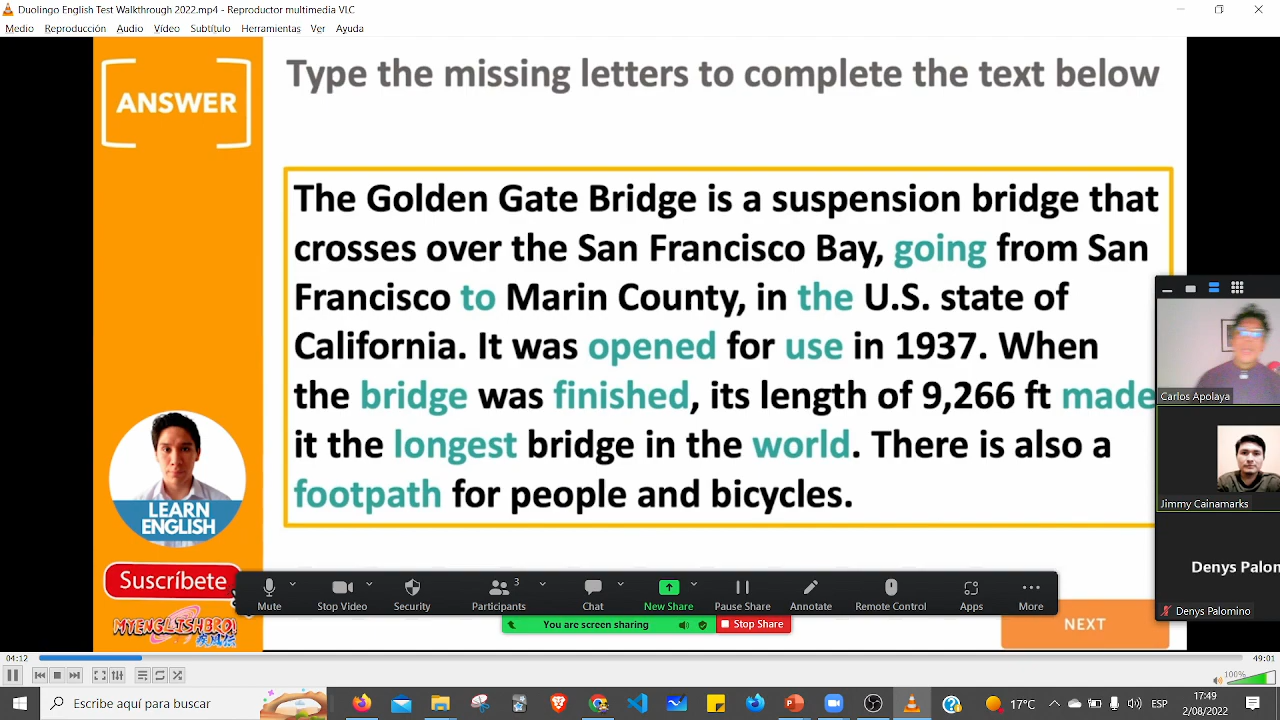 Duolingo English Test Walkthrough 2022.mp4 - Reproductor multimedia VLC
Medio Reproducción Audio Vídeo Subtítulo Herramientas Ver Ayuda
ANSWER
Type the missing letters to complete the text below
The Golden Gate Bridge is a suspension bridge that
crosses over the San Francisco Bay, going from San
Francisco to Marin County, in the U.S. state of
California. It was opened for use in 1937. When
the bridge was finished, its length of 9,266 ft made
it the longest bridge in the world. There is also a
footpath for people and bicycles.
Carlos Apolaya
Jimmy Cainamarks
Denys Palon
Denys Palomino
LEARN
ENGLISH
Suscríbete
MYENGLISHBRO!
Mute Stop Video Security Participants 3 Chat New Share Pause Share Annotate Remote Control Apps More
You are screen sharing Stop Share
NEXT
04:12 49:01
100%
Escribe aquí para buscar
17°C ESP 17:49
2/08/2022